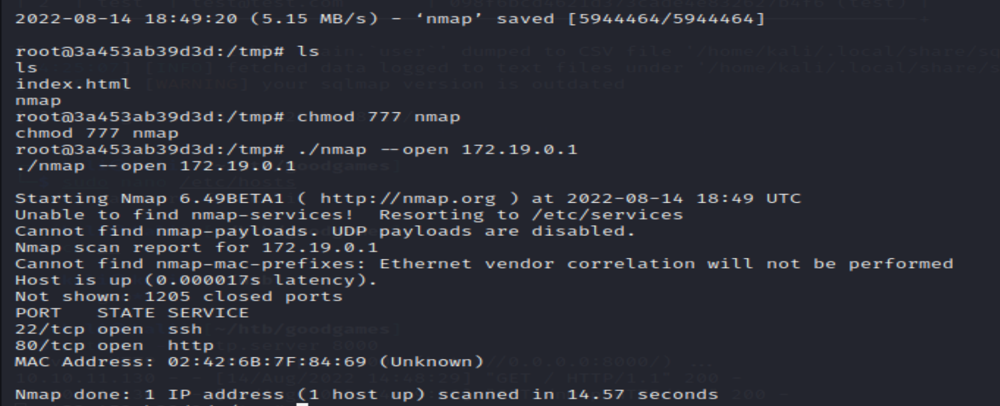 2022-08-14 18:49:20 (5.15 MB/s) - ‘nmap’ saved [5944464/5944464]
root@3a453ab39d3d:/tmp# ls
ls
index.html
nmap
root@3a453ab39d3d:/tmp# chmod 777 nmap
chmod 777 nmap
root@3a453ab39d3d:/tmp# ./nmap --open 172.19.0.1
./nmap --open 172.19.0.1
Starting Nmap 6.49BETA1 ( http://nmap.org ) at 2022-08-14 18:49 UTC
Unable to find nmap-services!  Resorting to /etc/services
Cannot find nmap-payloads. UDP payloads are disabled.
Nmap scan report for 172.19.0.1
Cannot find nmap-mac-prefixes: Ethernet vendor correlation will not be performed
Host is up (0.000017s latency).
Not shown: 1205 closed ports
PORT   STATE SERVICE
22/tcp open  ssh
80/tcp open  http
MAC Address: 02:42:6B:7F:84:69 (Unknown)
Nmap done: 1 IP address (1 host up) scanned in 14.57 seconds